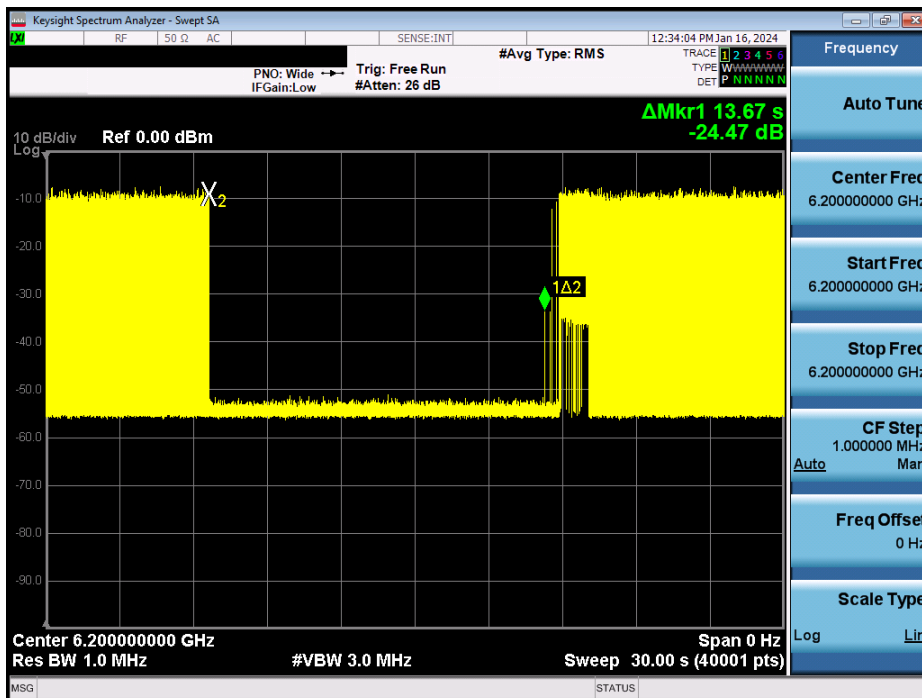 Keysight Spectrum Analyzer - Swept SA
LXI RF 50 Ω AC SENSE:INT 12:34:04 PM Jan 16, 2024
PNO: Wide
IFGain:Low
Trig: Free Run
#Atten: 26 dB
#Avg Type: RMS
TRACE 1 2 3 4 5 6
TYPE WWWWWWW
DET P N N N N N
ΔMkr1 13.67 s
-24.47 dB
10 dB/div
Log
Ref 0.00 dBm
-10.0
-20.0
-30.0
-40.0
-50.0
-60.0
-70.0
-80.0
-90.0
X2
1Δ2
Center 6.200000000 GHz
Span 0 Hz
Res BW 1.0 MHz
#VBW 3.0 MHz
Sweep 30.00 s (40001 pts)
MSG
STATUS
Frequency
Auto Tune
Center Freq
6.200000000 GHz
Start Freq
6.200000000 GHz
Stop Freq
6.200000000 GHz
CF Step
1.000000 MHz
Auto Man
Freq Offset
0 Hz
Scale Type
Log Lin